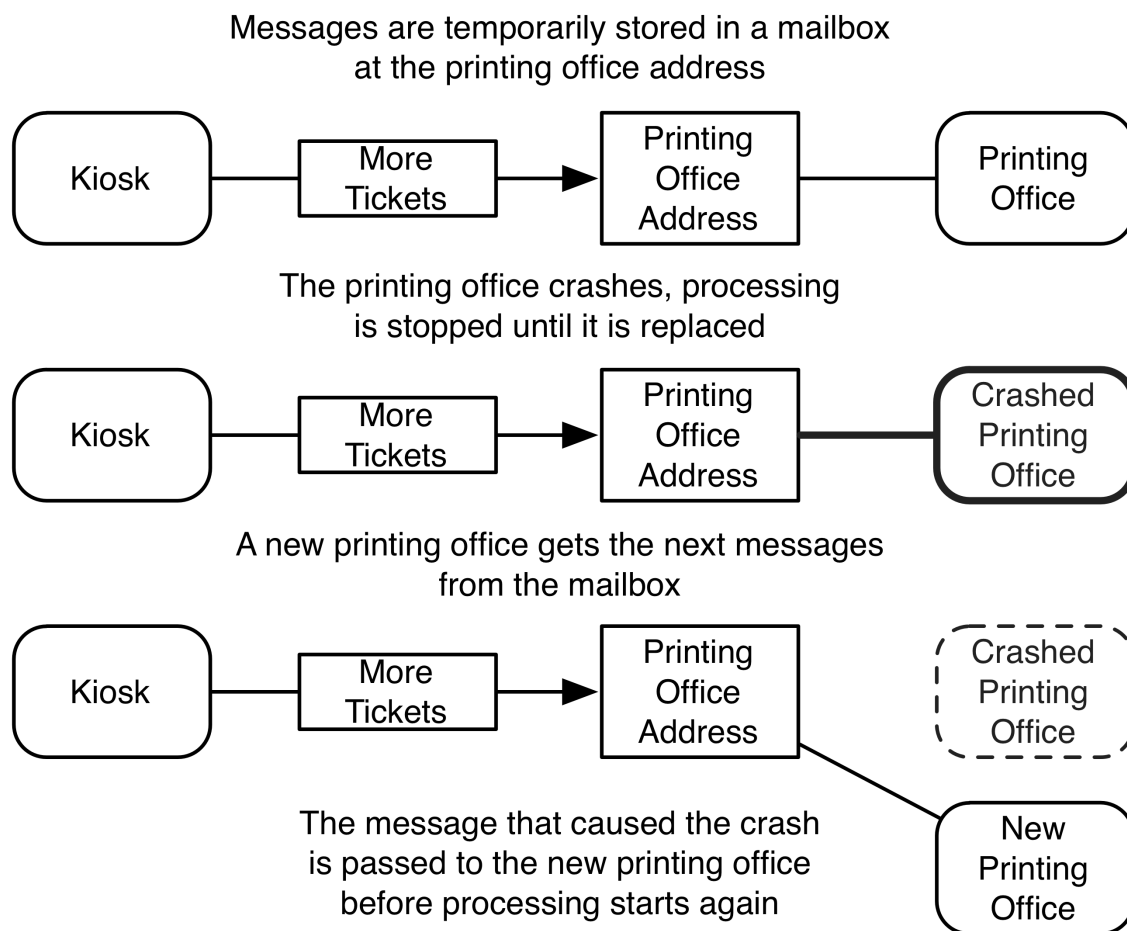 Messages are temporarily stored in a mailbox
at the printing office address
Kiosk
More
Tickets
Printing
Office
Address
Printing
Office
The printing office crashes, processing
is stopped until it is replaced
Kiosk
More
Tickets
Printing
Office
Address
Crashed
Printing
Office
A new printing office gets the next messages
from the mailbox
Kiosk
More
Tickets
Printing
Office
Address
Crashed
Printing
Office
The message that caused the crash
is passed to the new printing office
before processing starts again
New
Printing
Office